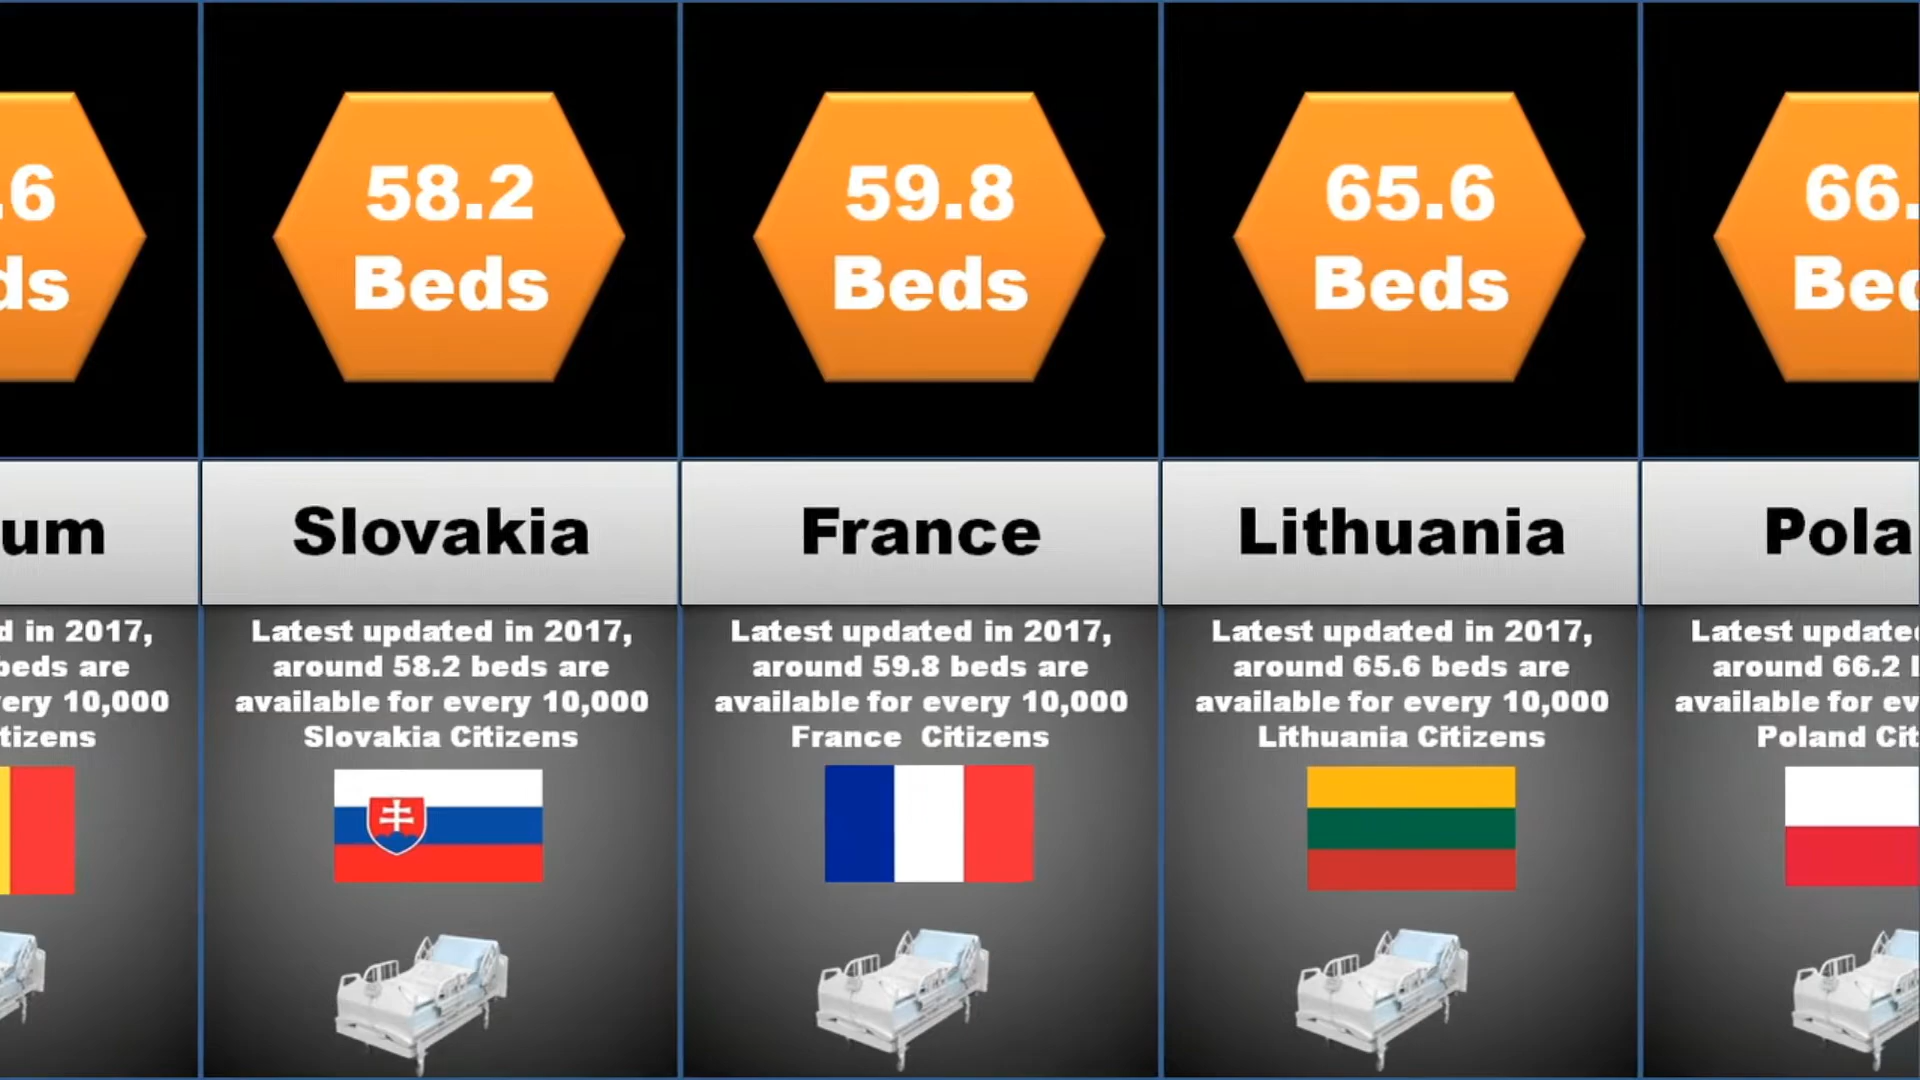 .6
ds
um
d in 2017,
beds are
very 10,000
tizens
58.2
Beds
Slovakia
Latest updated in 2017,
around 58.2 beds are
available for every 10,000
Slovakia Citizens
59.8
Beds
France
Latest updated in 2017,
around 59.8 beds are
available for every 10,000
France  Citizens
65.6
Beds
Lithuania
Latest updated in 2017,
around 65.6 beds are
available for every 10,000
Lithuania Citizens
66.
Bed
Pola
Latest updated
around 66.2 b
available for ev
Poland Cit